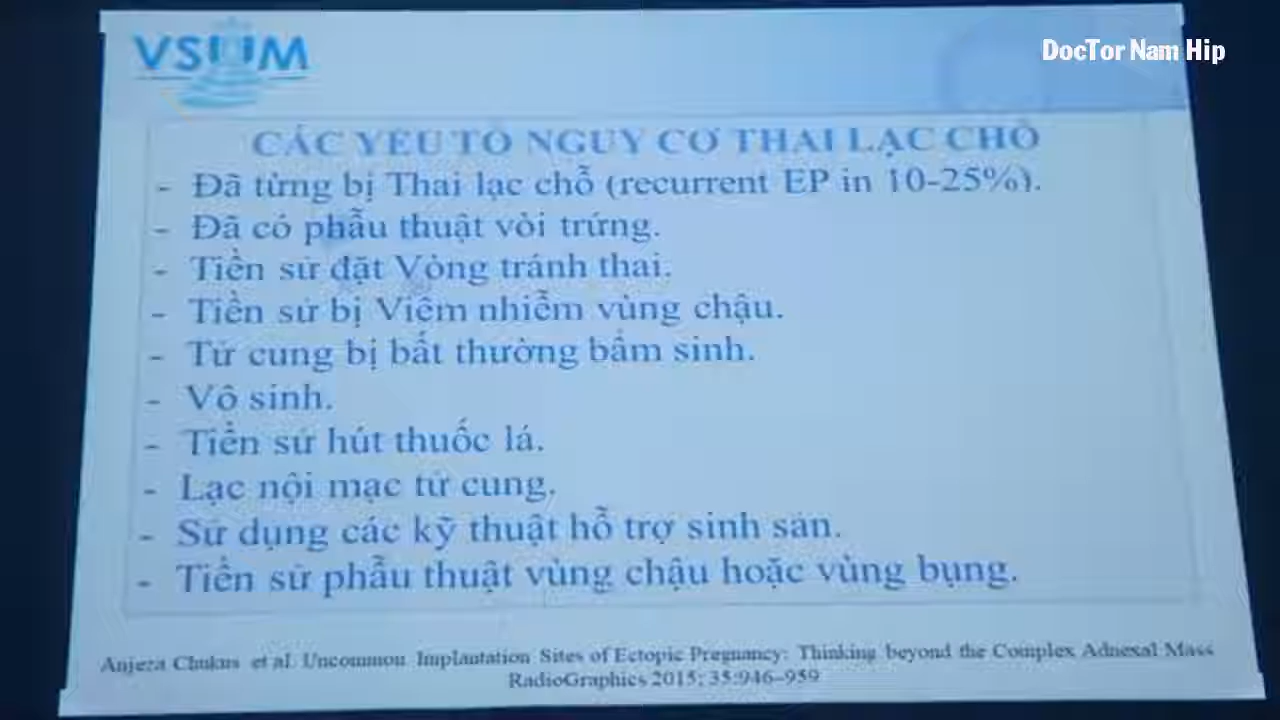 VSUM
DocTor Nam Hip
CÁC YẾU TỐ NGUY CƠ THAI LẠC CHỖ
- Đã từng bị Thai lạc chỗ (recurrent EP in 10-25%).
- Đã có phẫu thuật vòi trứng.
- Tiền sử đặt Vòng tránh thai.
- Tiền sử bị Viêm nhiễm vùng chậu.
- Tử cung bị bất thường bẩm sinh.
- Vô sinh.
- Tiền sử hút thuốc lá.
- Lạc nội mạc tử cung.
- Sử dụng các kỹ thuật hỗ trợ sinh sản.
- Tiền sử phẫu thuật vùng chậu hoặc vùng bụng.
Anjeza Chukus et al. Uncommon Implantation Sites of Ectopic Pregnancy: Thinking beyond the Complex Adnexal Mass
RadioGraphics 2015; 35:946–959